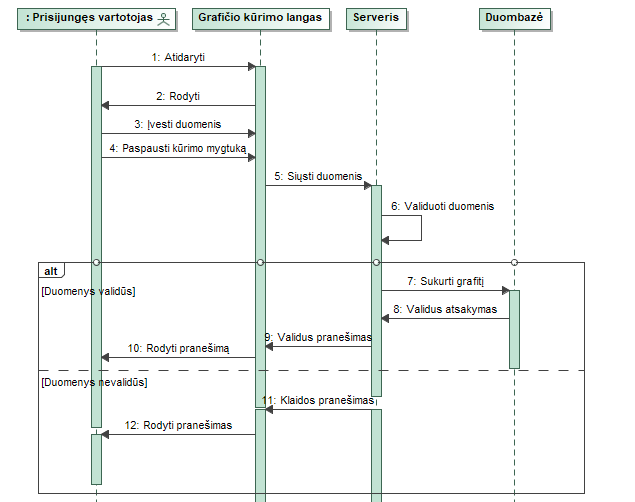 : Prisijungęs vartotojas
Grafičio kūrimo langas
Serveris
Duombazė
1: Atidaryti
2: Rodyti
3: Įvesti duomenis
4: Paspausti kūrimo mygtuką
5: Siųsti duomenis
6: Validuoti duomenis
alt
[Duomenys validūs]
7: Sukurti grafitį
8: Validus atsakymas
9: Validus pranešimas
10: Rodyti pranešimą
[Duomenys nevalidūs]
11: Klaidos pranešimas
12: Rodyti pranešimas